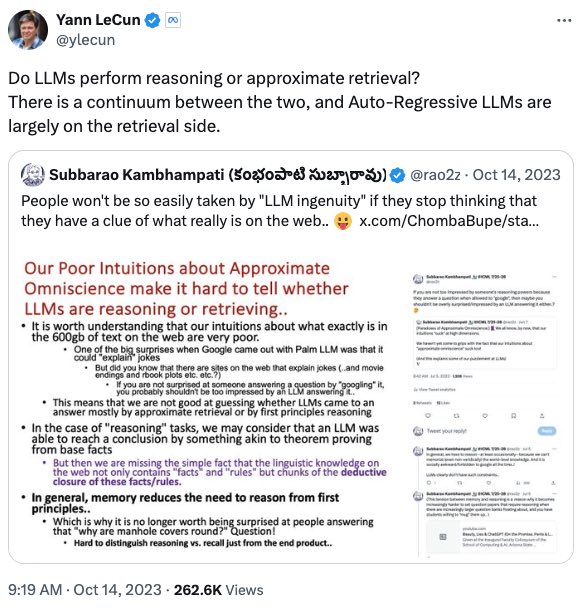 Yann LeCun
@ylecun
Do LLMs perform reasoning or approximate retrieval?
There is a continuum between the two, and Auto-Regressive LLMs are
largely on the retrieval side.
Subbarao Kambhampati (కంభంపాటి సుబ్బారావు) @rao2z · Oct 14, 2023
People won't be so easily taken by "LLM ingenuity" if they stop thinking that
they have a clue of what really is on the web.. 😛 x.com/ChombaBupe/sta...
Our Poor Intuitions about Approximate
Omniscience make it hard to tell whether
LLMs are reasoning or retrieving..
• It is worth understanding that our intuitions about what exactly is in
the 600gb of text on the web are very poor.
• One of the big surprises when Google came out with Palm LLM was that it
could "explain" jokes
• But did you know that there are sites on the web that explain jokes (..and movie
endings and rbook plots etc. etc.?)
• If you are not surprised at someone answering a question by "googling" it,
you probably shouldn't be too impressed by an LLM answering it..
• This means that we are not good at guessing whether LLMs came to an
answer mostly by approximate retrieval or by first principles reasoning
• In the case of "reasoning" tasks, we may consider that an LLM was
able to reach a conclusion by something akin to theorem proving
from base facts
• But then we are missing the simple fact that the linguistic knowledge on
the web not only contains "facts" and "rules" but chunks of the deductive
closure of these facts/rules.
• In general, memory reduces the need to reason from first
principles..
• Which is why it is no longer worth being surprised at people answering
that "why are manhole covers round?" Question!
• Hard to distinguish reasoning vs. recall just from the end product..
Tweet your reply!
Reply
youtube.com
9:19 AM · Oct 14, 2023 · 262.6K Views